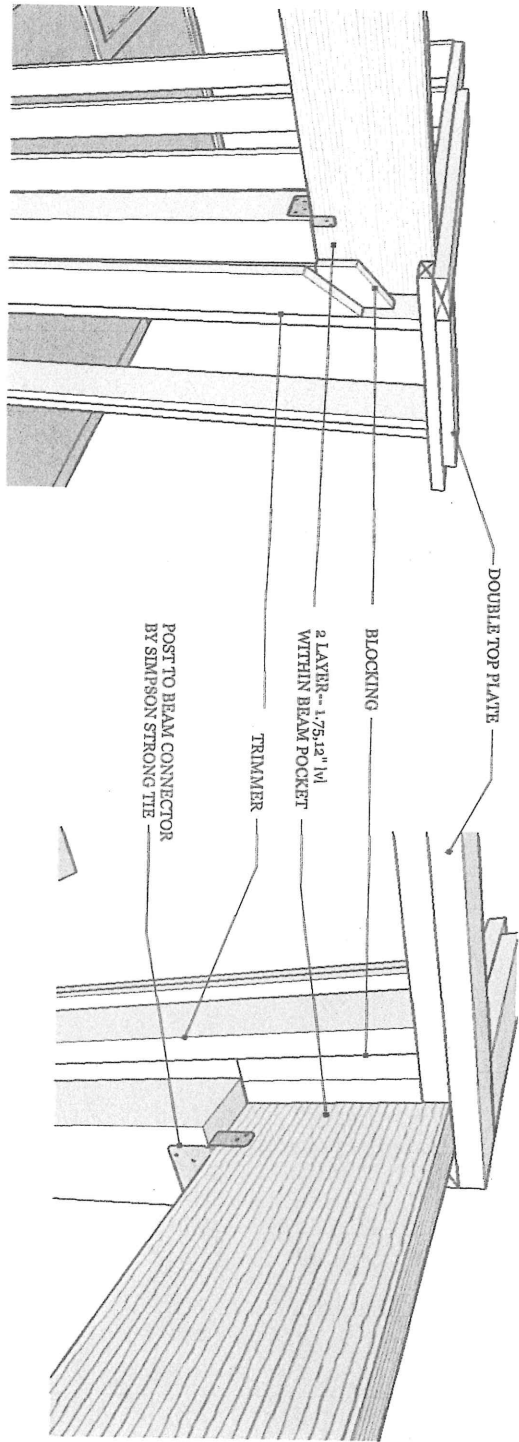 DOUBLE TOP PLATE
BLOCKING
2 LAYER-- 1.75,12" lvl
WITHIN BEAM POCKET
TRIMMER
POST TO BEAM CONNECTOR
BY SIMPSON STRONG TIE